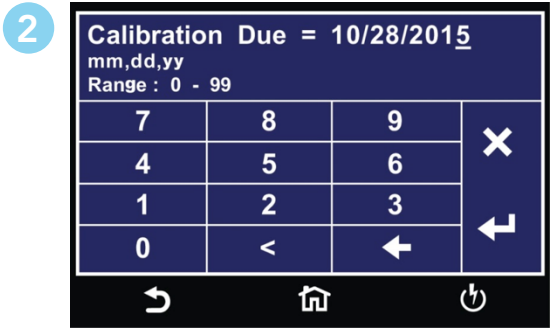 2
Calibration Due = 10/28/2015
mm,dd,yy
Range : 0 - 99
7 8 9
4 5 6
1 2 3
0 <